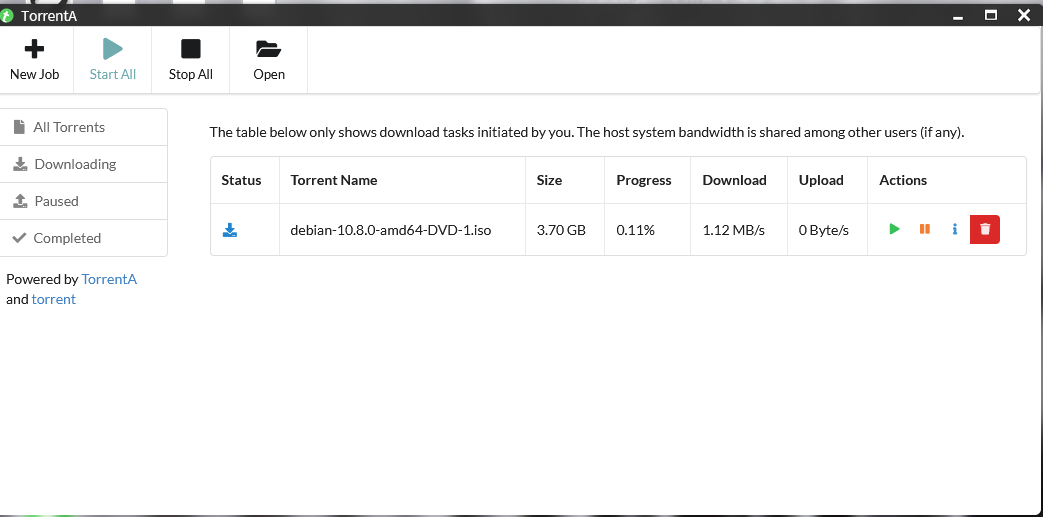 TorrentA
New Job
Start All
Stop All
Open
All Torrents
Downloading
Paused
Completed
Powered by TorrentA
and torrent
The table below only shows download tasks initiated by you. The host system bandwidth is shared among other users (if any).
Status Torrent Name Size Progress Download Upload Actions
debian-10.8.0-amd64-DVD-1.iso 3.70 GB 0.11% 1.12 MB/s 0 Byte/s